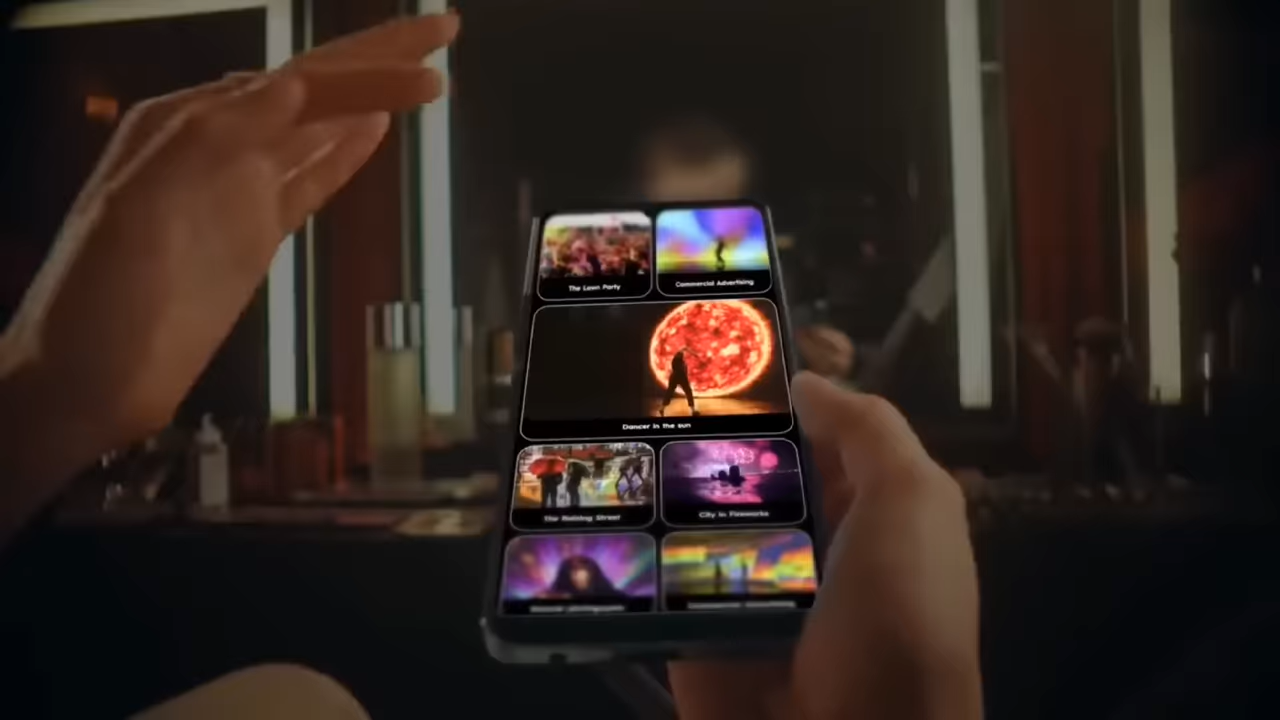 The Lawn Party
Commercial Advertising
Dancer in the sun
The Raining Street
City in Fireworks